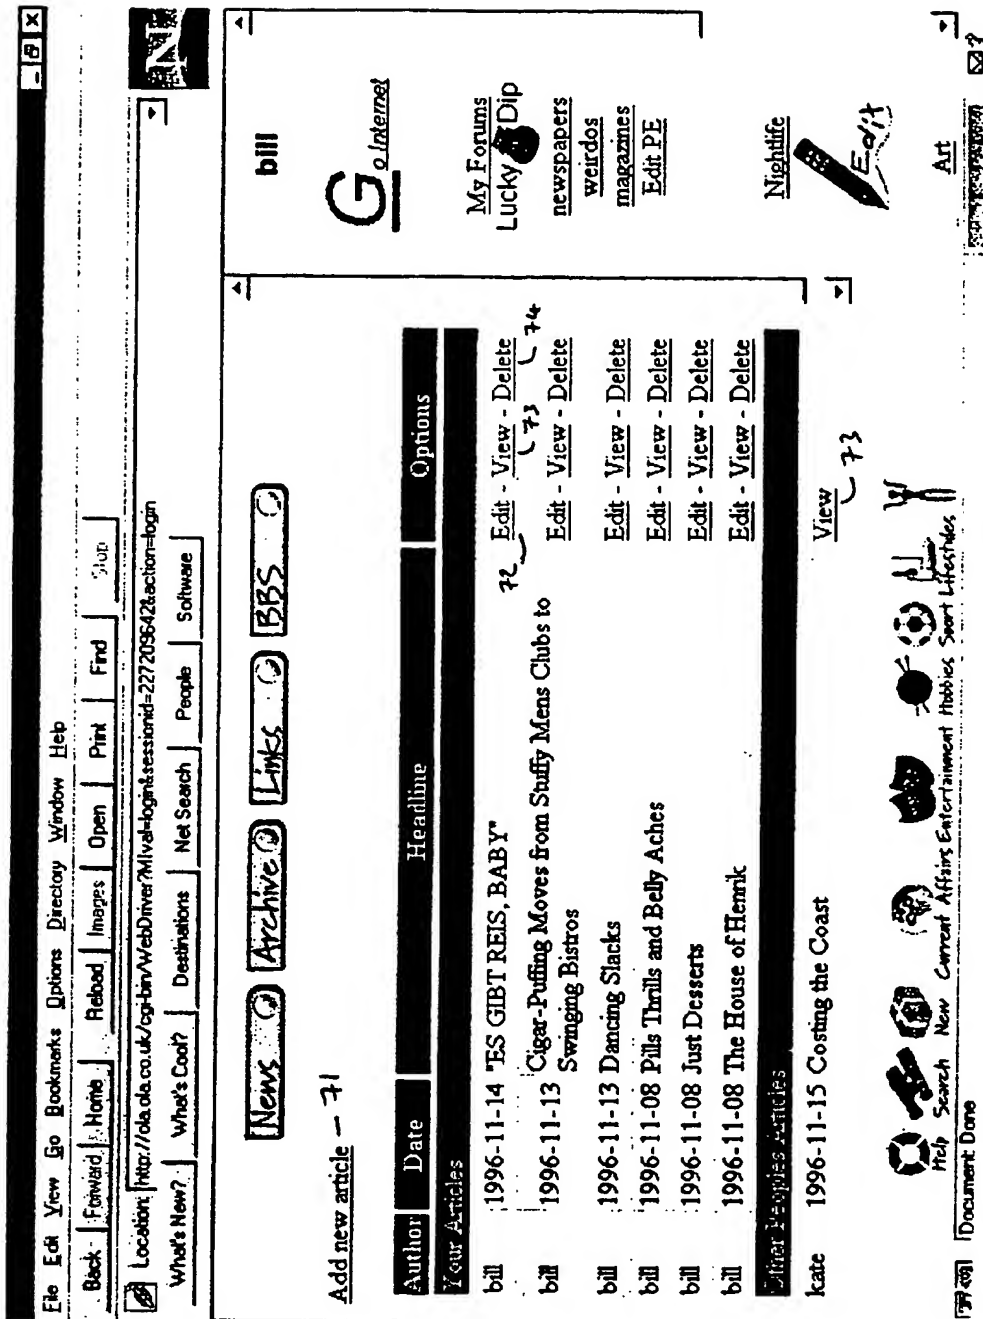 File Edit View Go Bookmarks Options Directory Window Help
Back Forward Home Reload Images Open Print Find Stop
Location: http://ola.ola.co.uk/cgi-bin/WebDriver?MIval=login&sessionid=227209642&action=login
What's New? What's Cool? Destinations Net Search People Software
News Archive Links BBS
Add new article — 71
Author Date Headline Options
Your Articles
bill 1996-11-14 "ES GIBT REIS, BABY" Edit - View - Delete
72 73 74
bill 1996-11-13 Cigar-Puffing Moves from Stuffy Mens Clubs to Edit - View - Delete
Swinging Bistros
bill 1996-11-13 Dancing Slacks Edit - View - Delete
bill 1996-11-08 Pills Thrills and Belly Aches Edit - View - Delete
bill 1996-11-08 Just Desserts Edit - View - Delete
bill 1996-11-08 The House of Henrik Edit - View - Delete
Other Peoples Articles
kate 1996-11-15 Costing the Coast View
73
bill
Go Internet
My Forums
Lucky Dip
newspapers
weirdos
magazines
Edit PE
Nightlife
Edit
Art
Help Search New Current Affairs Entertainment Hobbies Sport Lifestyles
Document: Done